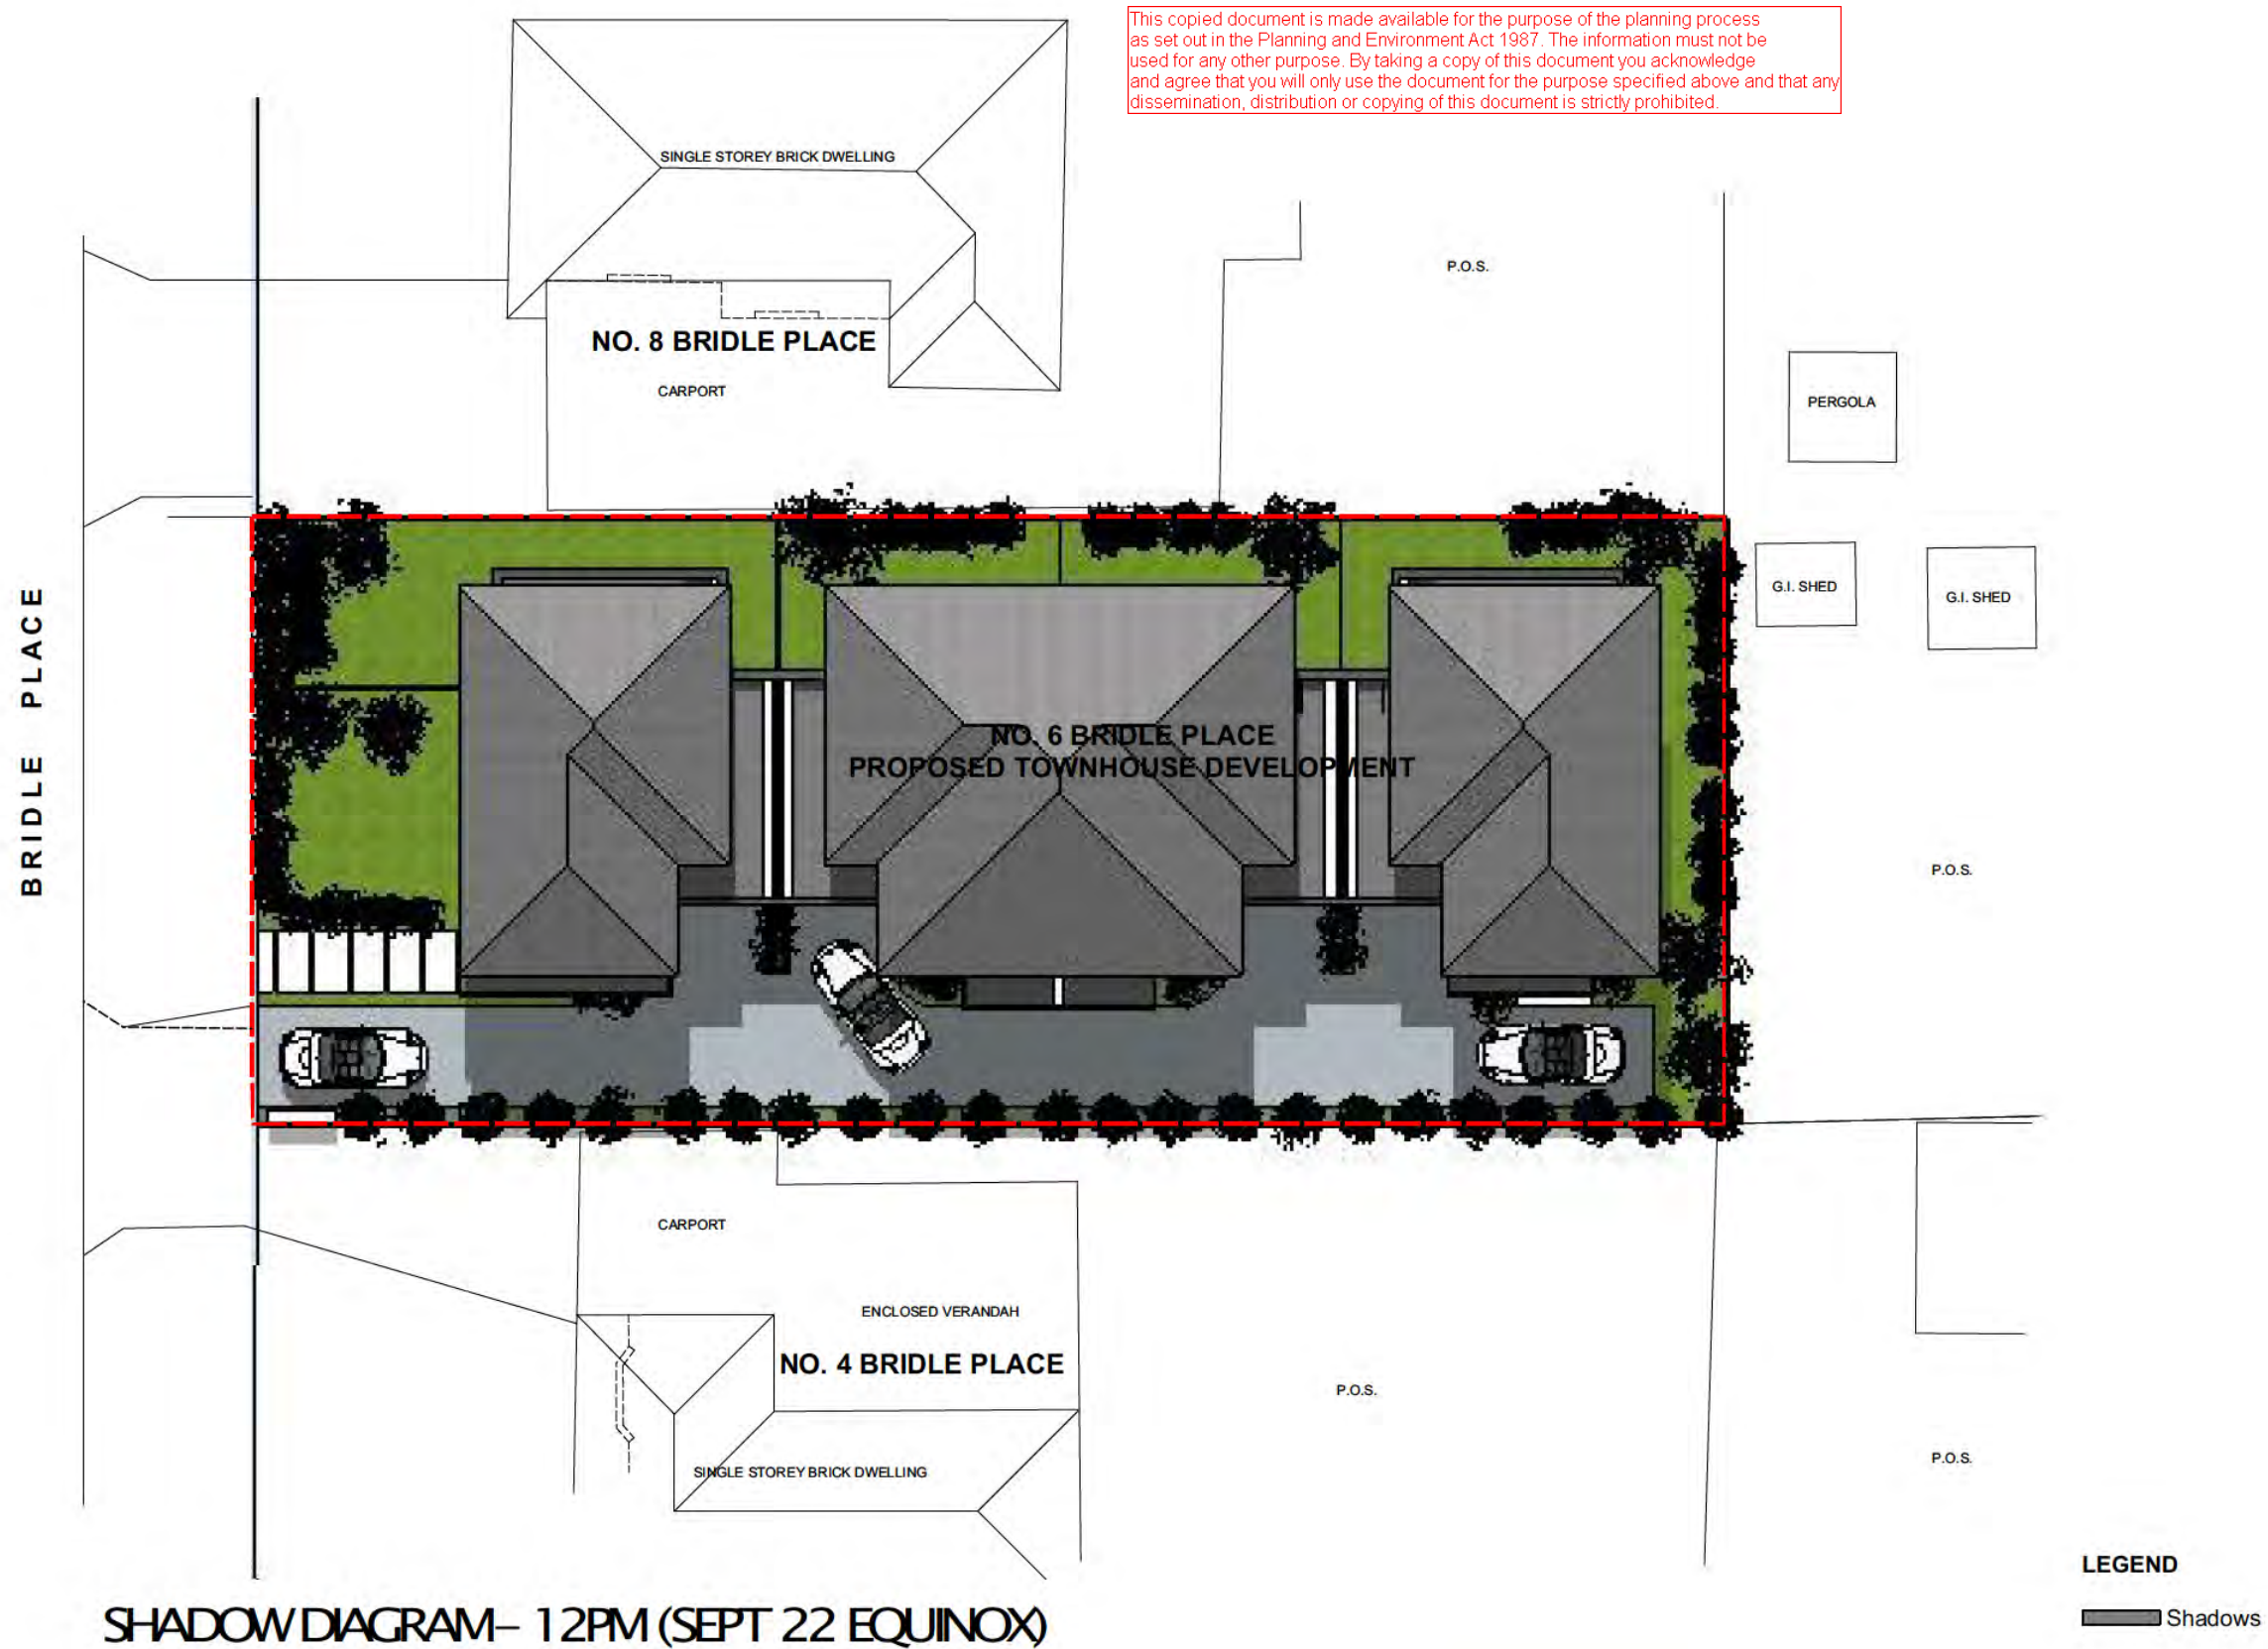 This copied document is made available for the purpose of the planning process
as set out in the Planning and Environment Act 1987. The information must not be
used for any other purpose. By taking a copy of this document you acknowledge
and agree that you will only use the document for the purpose specified above and that any
dissemination, distribution or copying of this document is strictly prohibited.
SINGLE STOREY BRICK DWELLING
P.O.S.
NO. 8 BRIDLE PLACE
CARPORT
PERGOLA
G.I. SHED
G.I. SHED
BRIDLE PLACE
NO. 6 BRIDLE PLACE
PROPOSED TOWNHOUSE DEVELOPMENT
P.O.S.
CARPORT
ENCLOSED VERANDAH
NO. 4 BRIDLE PLACE
P.O.S.
SINGLE STOREY BRICK DWELLING
P.O.S.
LEGEND
Shadows
SHADOW DIAGRAM – 12PM (SEPT 22 EQUINOX)